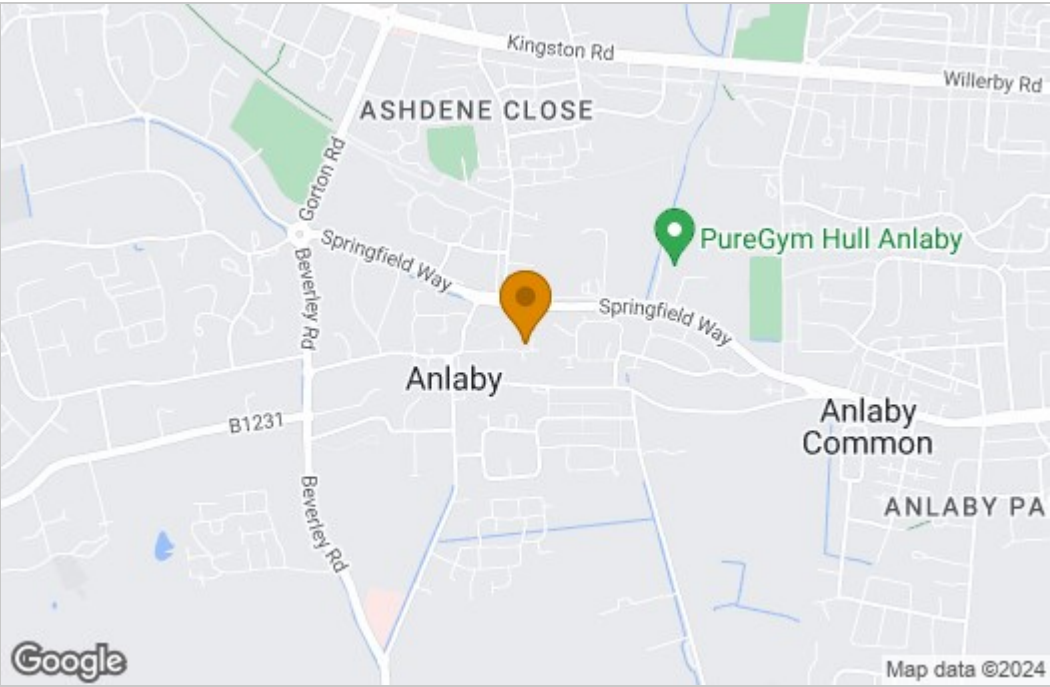 Kingston Rd
Willerby Rd
ASHDENE CLOSE
Gorton Rd
Springfield Way
PureGym Hull Anlaby
Beverley Rd
Springfield Way
Anlaby
Anlaby
Common
B1231
Beverley Rd
ANLABY PA
Google
Map data ©2024